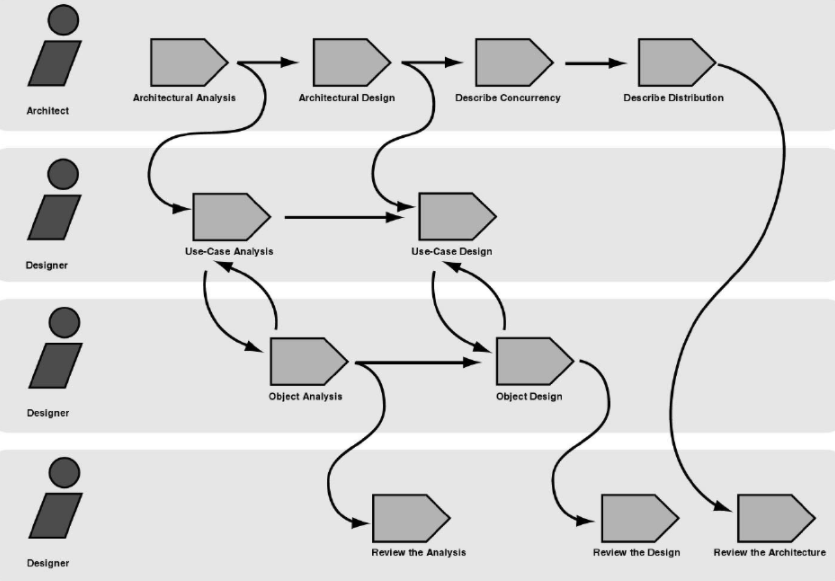 Architectural Analysis
Architectural Design
Describe Concurrency
Describe Distribution
Architect
Use-Case Analysis
Use-Case Design
Designer
Object Analysis
Object Design
Designer
Review the Analysis
Review the Design
Review the Architecture
Designer